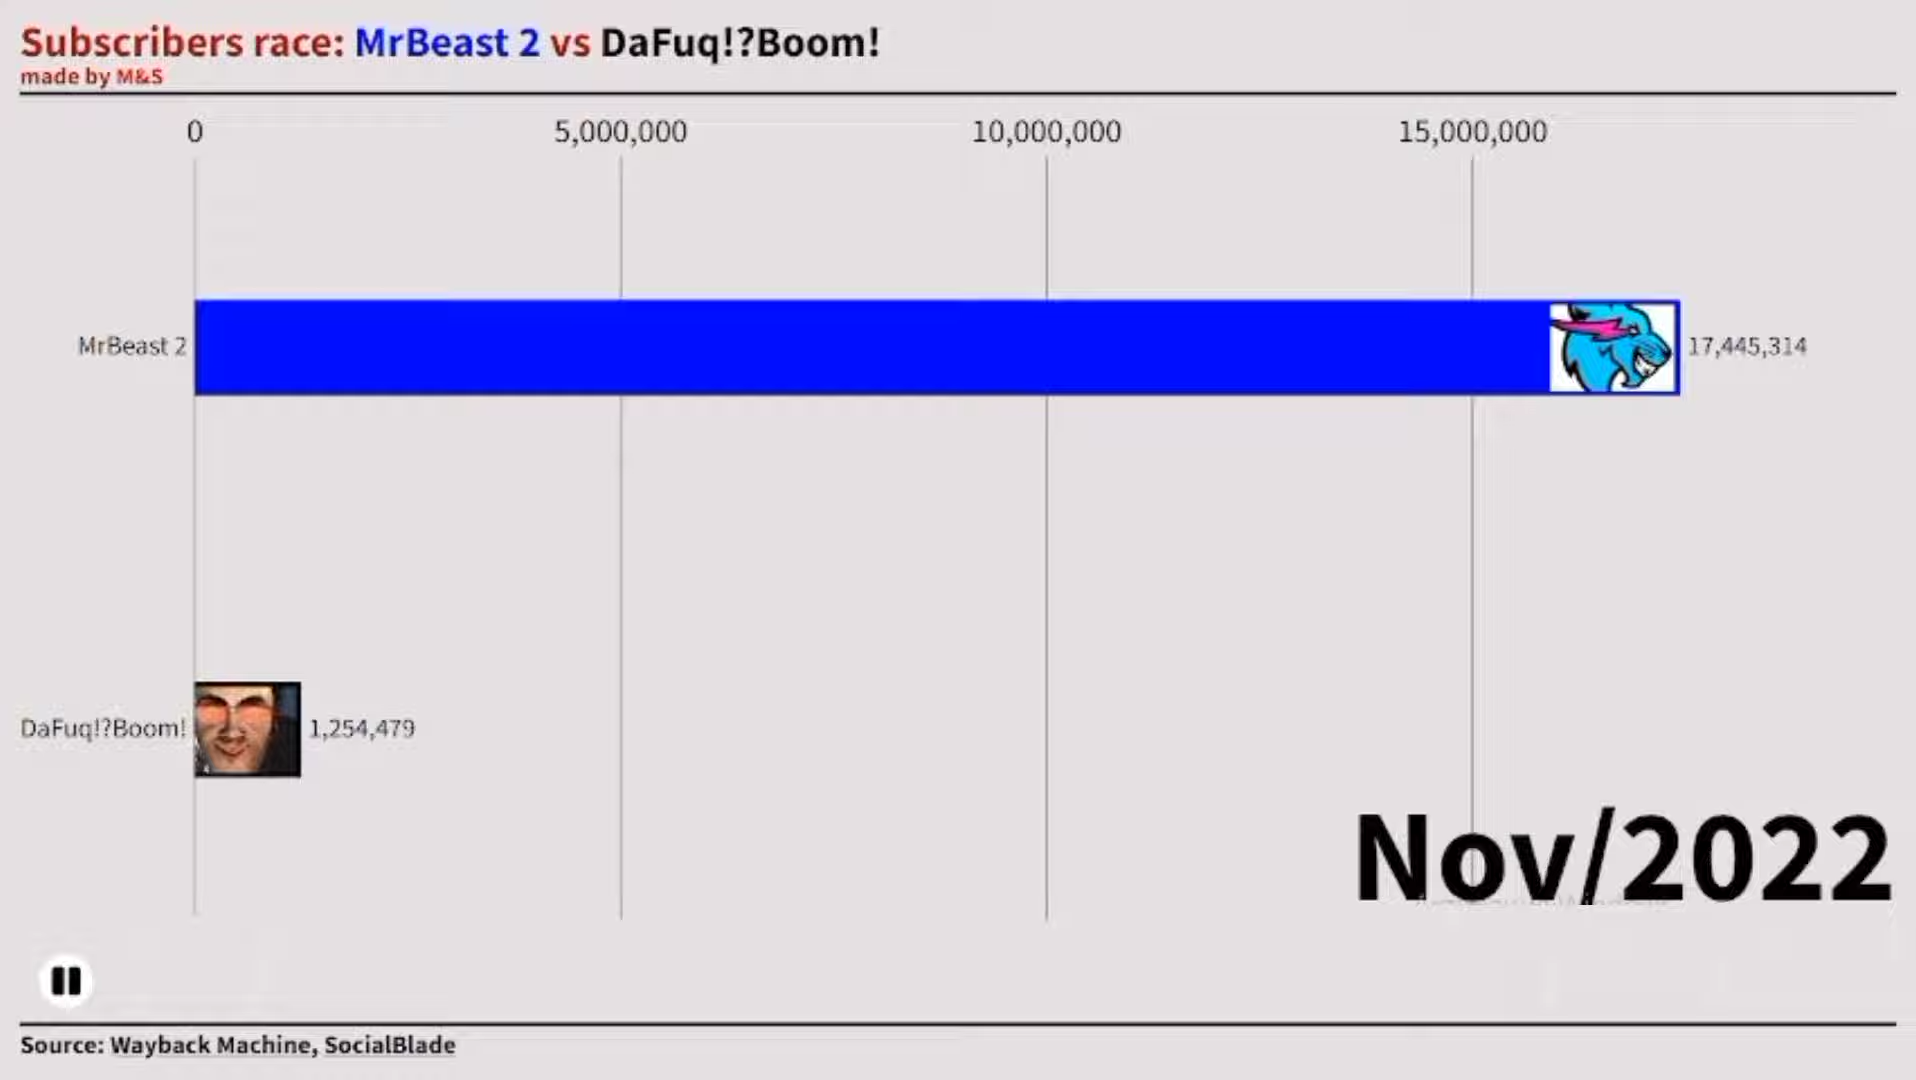 Subscribers race: MrBeast 2 vs DaFuq!?Boom!
made by M&S
0 5,000,000 10,000,000 15,000,000
MrBeast 2 17,445,314
DaFuq!?Boom! 1,254,479
Nov/2022
Source: Wayback Machine, SocialBlade